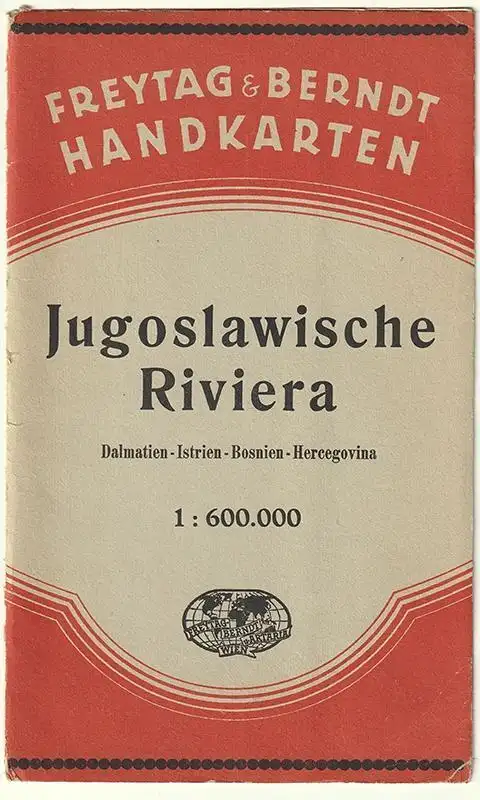 FREYTAG & BERNDT
HANDKARTEN
Jugoslawische
Riviera
Dalmatien - Istrien - Bosnien - Hercegovina
1 : 600.000
FREYTAG
BERNDT
ARTARIA
WIEN